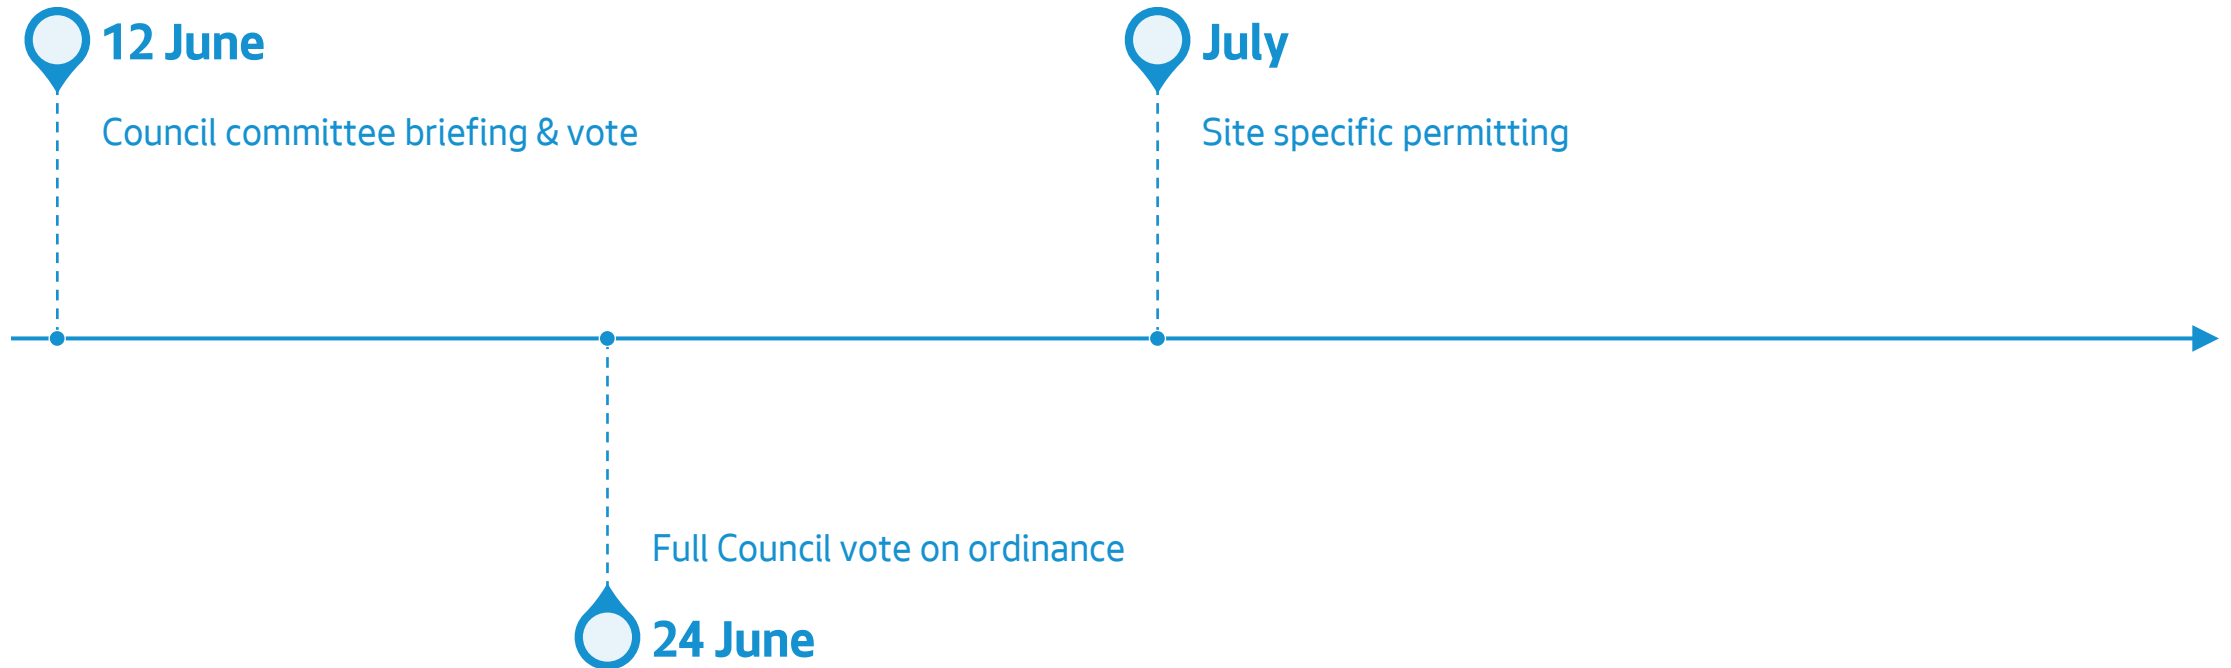 12 June
Council committee briefing & vote
July
Site specific permitting
Full Council vote on ordinance
24 June